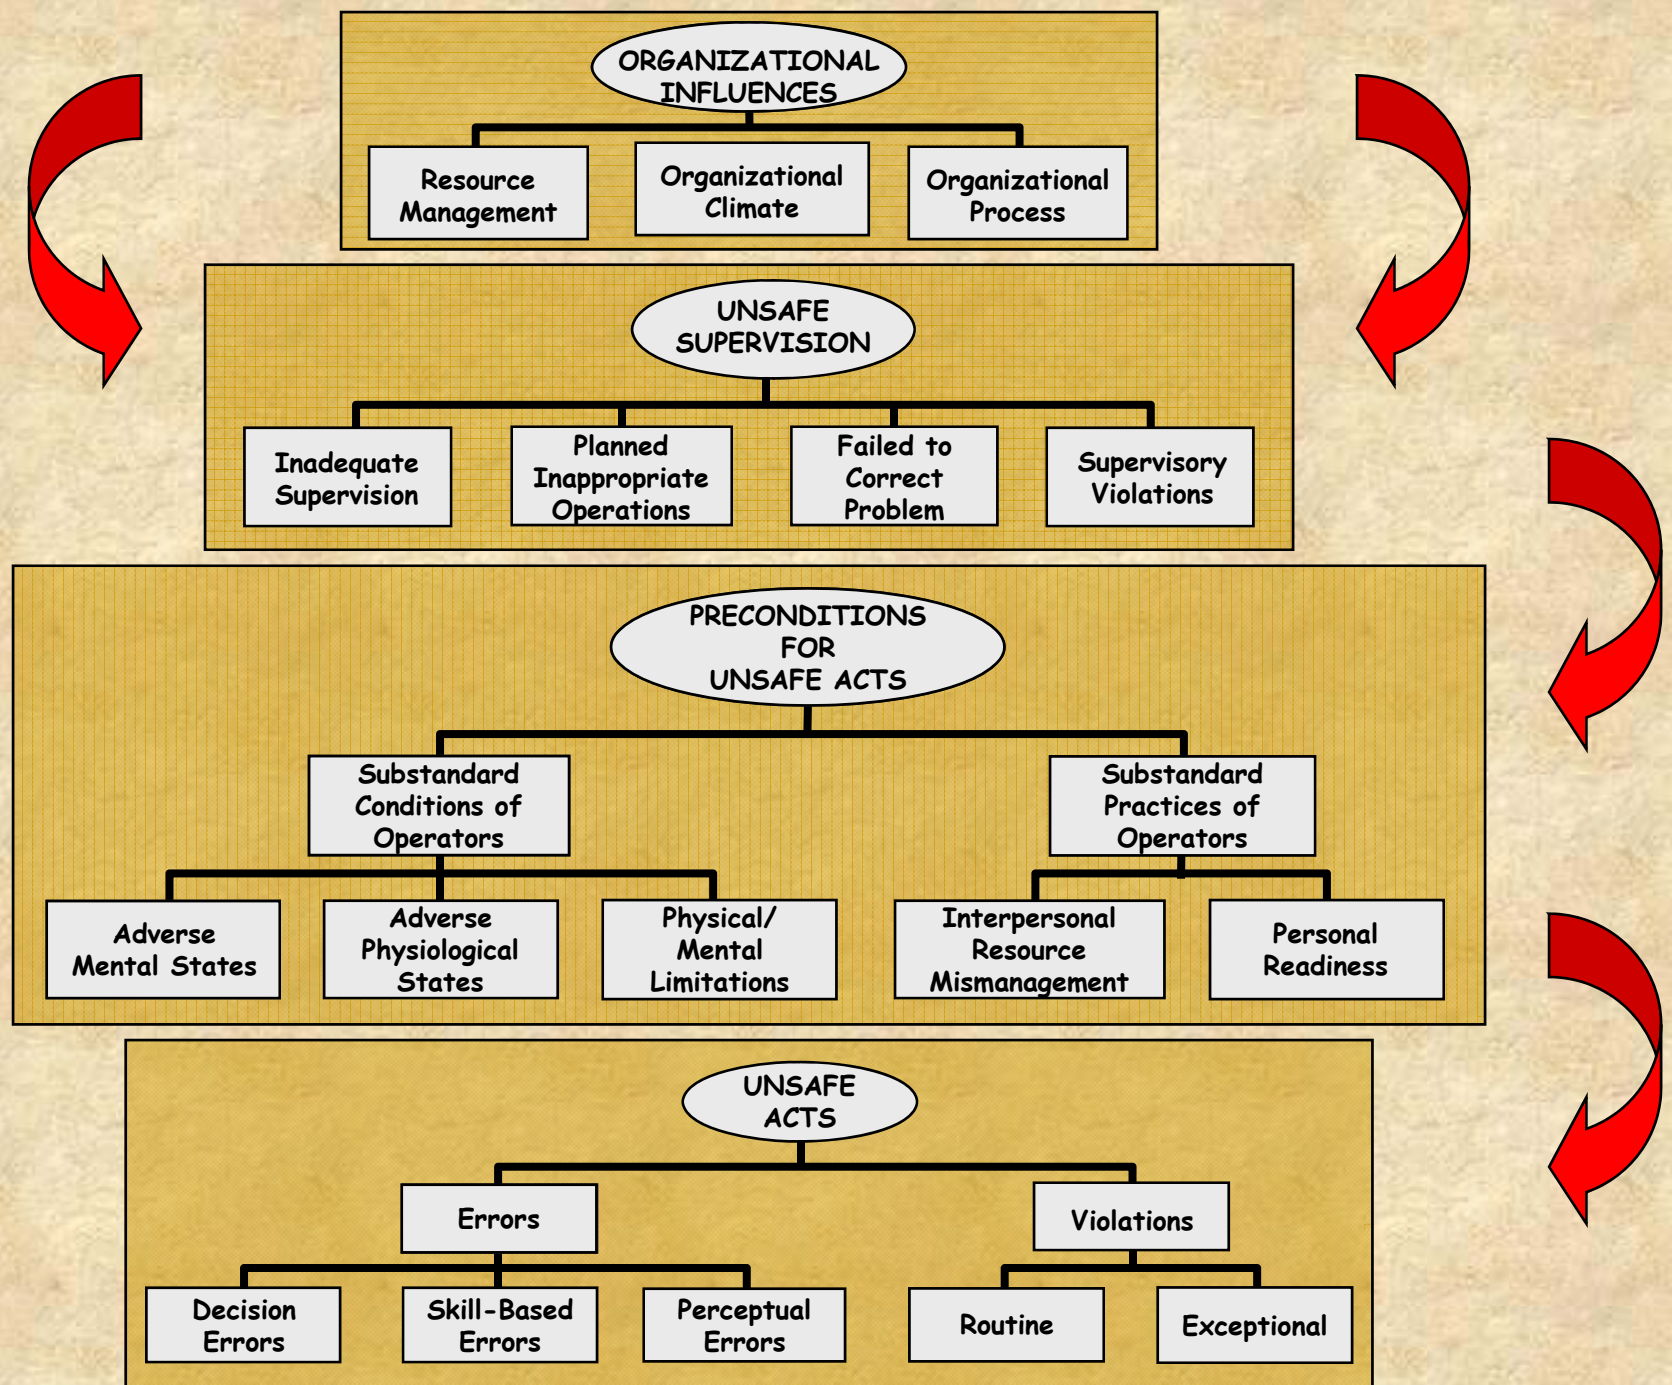 ORGANIZATIONAL
INFLUENCES
Resource
Management
Organizational
Climate
Organizational
Process
UNSAFE
SUPERVISION
Inadequate
Supervision
Planned
Inappropriate
Operations
Failed to
Correct
Problem
Supervisory
Violations
PRECONDITIONS
FOR
UNSAFE ACTS
Substandard
Conditions of
Operators
Substandard
Practices of
Operators
Adverse
Mental States
Adverse
Physiological
States
Physical/
Mental
Limitations
Interpersonal
Resource
Mismanagement
Personal
Readiness
UNSAFE
ACTS
Errors
Violations
Decision
Errors
Skill-Based
Errors
Perceptual
Errors
Routine
Exceptional